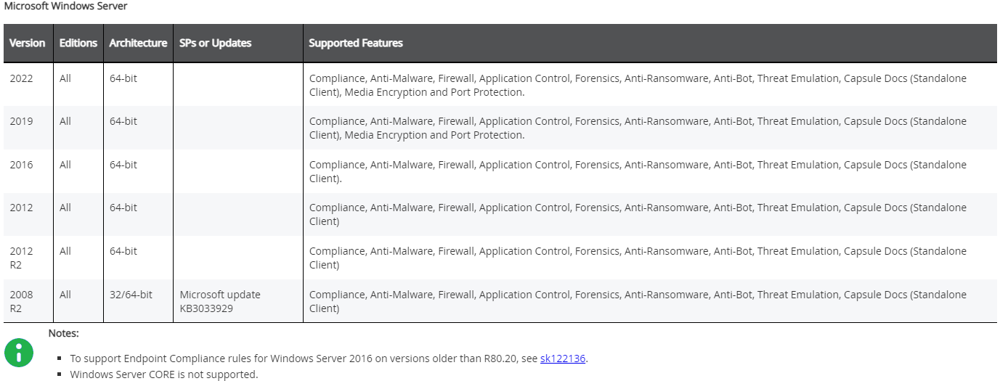 Microsoft Windows Server
Version Editions Architecture SPs or Updates Supported Features
2022 All 64-bit Compliance, Anti-Malware, Firewall, Application Control, Forensics, Anti-Ransomware, Anti-Bot, Threat Emulation, Capsule Docs (Standalone
Client), Media Encryption and Port Protection.
2019 All 64-bit Compliance, Anti-Malware, Firewall, Application Control, Forensics, Anti-Ransomware, Anti-Bot, Threat Emulation, Capsule Docs (Standalone
Client), Media Encryption and Port Protection.
2016 All 64-bit Compliance, Anti-Malware, Firewall, Application Control, Forensics, Anti-Ransomware, Anti-Bot, Threat Emulation, Capsule Docs (Standalone
Client).
2012 All 64-bit Compliance, Anti-Malware, Firewall, Application Control, Forensics, Anti-Ransomware, Anti-Bot, Threat Emulation, Capsule Docs (Standalone
Client)
2012 All 64-bit Compliance, Anti-Malware, Firewall, Application Control, Forensics, Anti-Ransomware, Anti-Bot, Threat Emulation, Capsule Docs (Standalone
R2 Client)
2008 All 32/64-bit Microsoft update Compliance, Anti-Malware, Firewall, Application Control, Forensics, Anti-Ransomware, Anti-Bot, Threat Emulation, Capsule Docs (Standalone
R2 KB3033929 Client)
Notes:
▪ To support Endpoint Compliance rules for Windows Server 2016 on versions older than R80.20, see sk122136.
▪ Windows Server CORE is not supported.